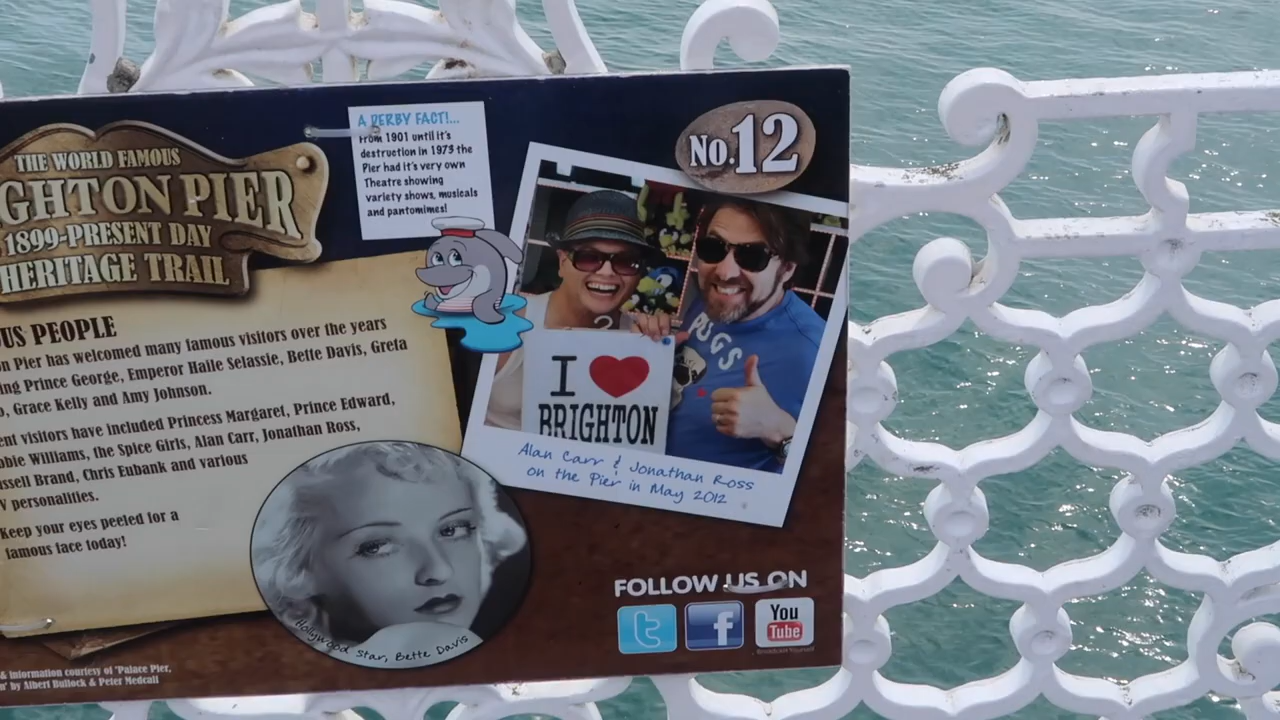 THE WORLD FAMOUS
GHTON PIER
1899-PRESENT DAY
HERITAGE TRAIL
A DERBY FACT!...
From 1901 until it's
destruction in 1973 the
Pier had it's very own
Theatre showing
variety shows, musicals
and pantomimes!
No.12
US PEOPLE
n Pier has welcomed many famous visitors over the years
ing Prince George, Emperor Haile Selassie, Bette Davis, Greta
o, Grace Kelly and Amy Johnson.
ent visitors have included Princess Margaret, Prince Edward,
bbie Williams, the Spice Girls, Alan Carr, Jonathan Ross,
ussell Brand, Chris Eubank and various
V personalities.
Keep your eyes peeled for a
famous face today!
PUGS
I ❤
BRIGHTON
Alan Carr & Jonathan Ross
on the Pier in May 2012
Hollywood Star, Bette Davis
FOLLOW US ON
t
f
You
Tube
Broadcast Yourself
& information courtesy of 'Palace Pier,
n' by Albert Bullock & Peter Medcalf